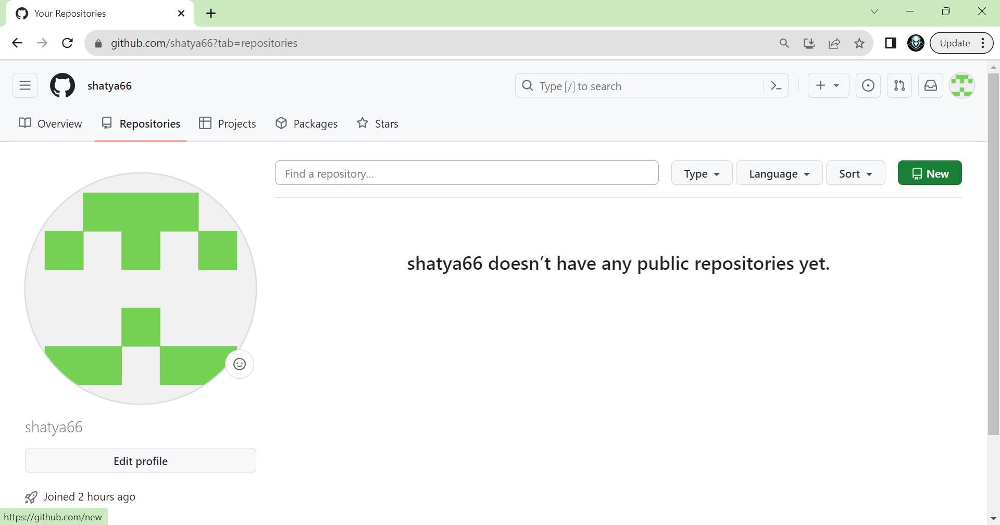 Your Repositories
github.com/shatya66?tab=repositories
Update
shatya66
Type / to search
Overview
Repositories
Projects
Packages
Stars
Find a repository...
Type
Language
Sort
New
shatya66 doesn’t have any public repositories yet.
shatya66
Edit profile
Joined 2 hours ago
https://github.com/new